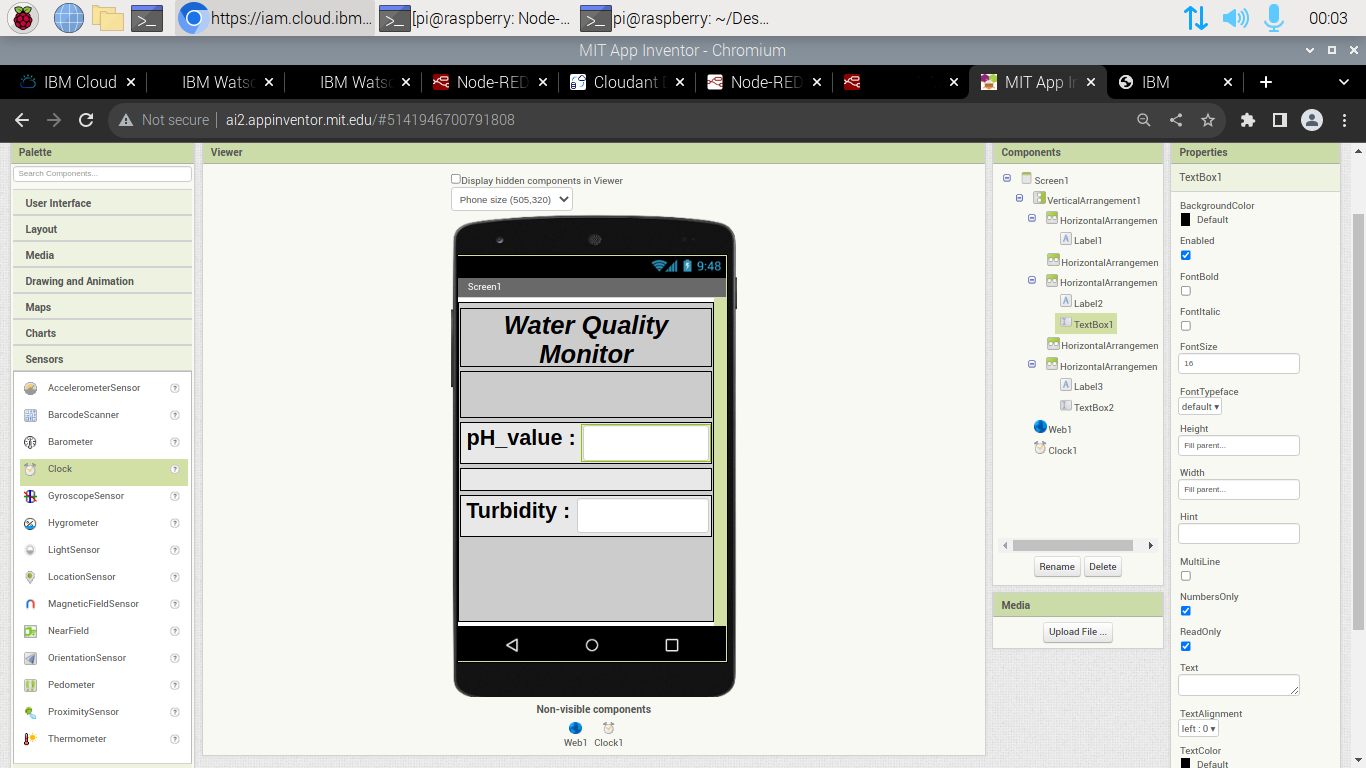 https://iam.cloud.ibm...
[pi@raspberry: Node-...
pi@raspberry: ~/Des...
00:03
MIT App Inventor - Chromium
IBM Cloud
IBM Wats
IBM Wats
Node-RED
Cloudant
Node-RED
MIT App In
IBM
Not secure
ai2.appinventor.mit.edu/#5141946700791808
Palette
Search Components...
User Interface
Layout
Media
Drawing and Animation
Maps
Charts
Sensors
AccelerometerSensor ?
BarcodeScanner ?
Barometer ?
Clock ?
GyroscopeSensor ?
Hygrometer ?
LightSensor ?
LocationSensor ?
MagneticFieldSensor ?
NearField ?
OrientationSensor ?
Pedometer ?
ProximitySensor ?
Thermometer ?
Viewer
Display hidden components in Viewer
Phone size (505,320)
9:48
Screen1
Water Quality
Monitor
pH_value :
Turbidity :
Non-visible components
Web1
Clock1
Components
Screen1
VerticalArrangement1
HorizontalArrangemen
Label1
HorizontalArrangemen
HorizontalArrangemen
Label2
TextBox1
HorizontalArrangemen
HorizontalArrangemen
Label3
TextBox2
Web1
Clock1
Rename
Delete
Media
Upload File ...
Properties
TextBox1
BackgroundColor
Default
Enabled
FontBold
FontItalic
FontSize
16
FontTypeface
default
Height
Fill parent...
Width
Fill parent...
Hint
MultiLine
NumbersOnly
ReadOnly
Text
TextAlignment
left : 0
TextColor
Default